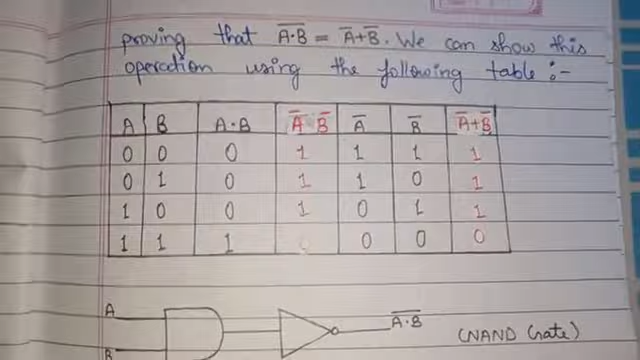 proving that A̅·̅B̅ = A̅+B̅. We can show this
operation using the following table :-
A B A·B A̅ B̅ A̅ B̅ A̅+B̅
0 0 0 1 1 1 1
0 1 0 1 1 0 1
1 0 0 1 0 1 1
1 1 1 0 0 0 0
A
A̅·̅B̅ (NAND Gate)
B